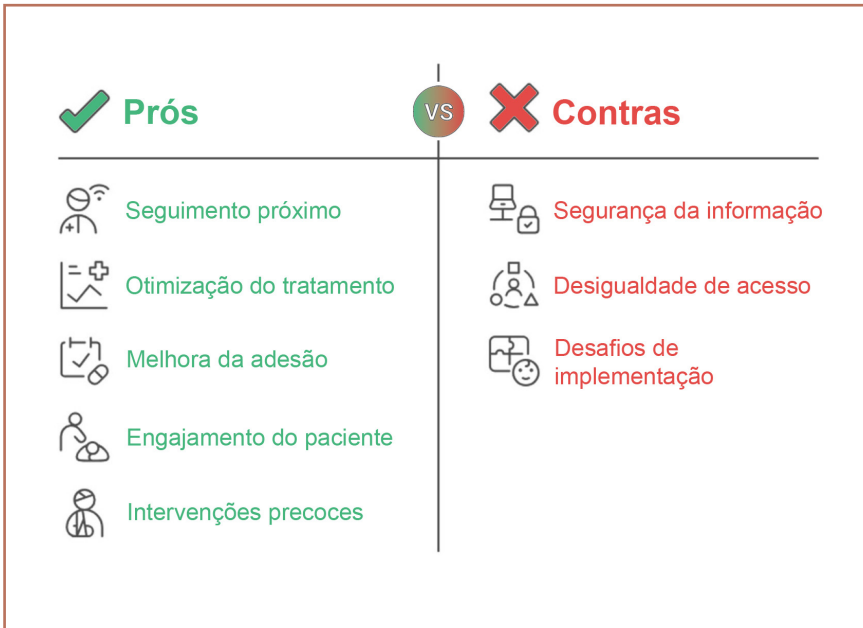 Prós
VS
Contras
Seguimento próximo
Otimização do tratamento
Melhora da adesão
Engajamento do paciente
Intervenções precoces
Segurança da informação
Desigualdade de acesso
Desafios de
implementação